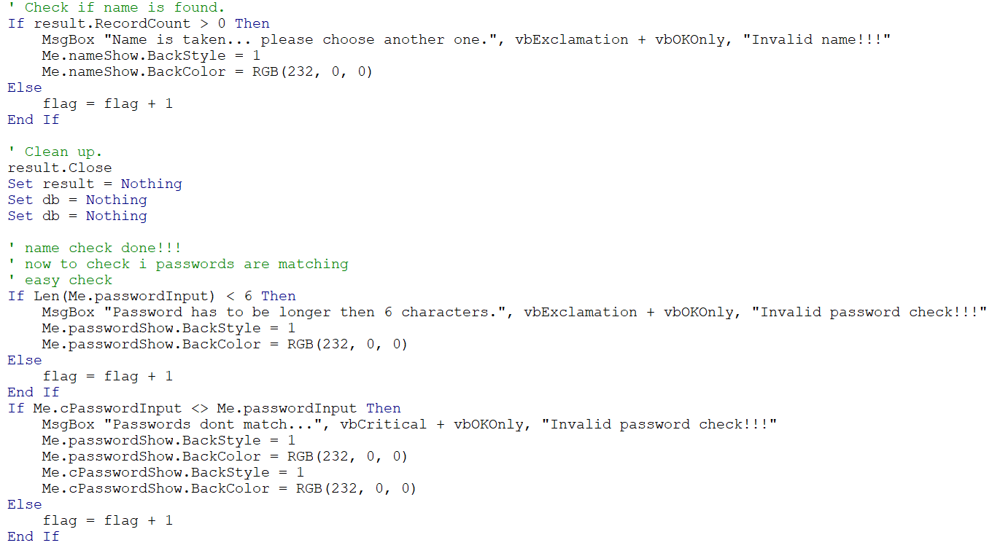 ' Check if name is found.
If result.RecordCount > 0 Then
    MsgBox "Name is taken... please choose another one.", vbExclamation + vbOKOnly, "Invalid name!!!"
    Me.nameShow.BackStyle = 1
    Me.nameShow.BackColor = RGB(232, 0, 0)
Else
    flag = flag + 1
End If

' Clean up.
result.Close
Set result = Nothing
Set db = Nothing
Set db = Nothing

' name check done!!!
' now to check i passwords are matching
' easy check
If Len(Me.passwordInput) < 6 Then
    MsgBox "Password has to be longer then 6 characters.", vbExclamation + vbOKOnly, "Invalid password check!!!"
    Me.passwordShow.BackStyle = 1
    Me.passwordShow.BackColor = RGB(232, 0, 0)
Else
    flag = flag + 1
End If
If Me.cPasswordInput <> Me.passwordInput Then
    MsgBox "Passwords dont match...", vbCritical + vbOKOnly, "Invalid password check!!!"
    Me.passwordShow.BackStyle = 1
    Me.passwordShow.BackColor = RGB(232, 0, 0)
    Me.cPasswordShow.BackStyle = 1
    Me.cPasswordShow.BackColor = RGB(232, 0, 0)
Else
    flag = flag + 1
End If